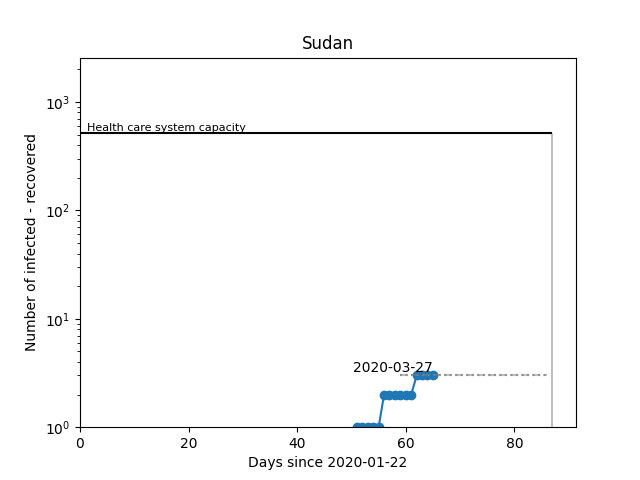 Sudan
Health care system capacity
Number of infected - recovered
10³
10²
10¹
10⁰
2020-03-27
0 20 40 60 80
Days since 2020-01-22